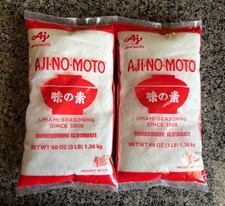 Aj
AJI-NO-MOTO
味の素
UMAMI SEASONING
SINCE 1909
MONOSODIUM GLUTAMATE
NET WT 48 OZ (3 LB) 1,36 kg
Aj
AJI-NO-MOTO
味の素
UMAMI SEASONING
SINCE 1909
MONOSODIUM GLUTAMATE
NET WT 48 OZ (3 LB) 1,36 kg